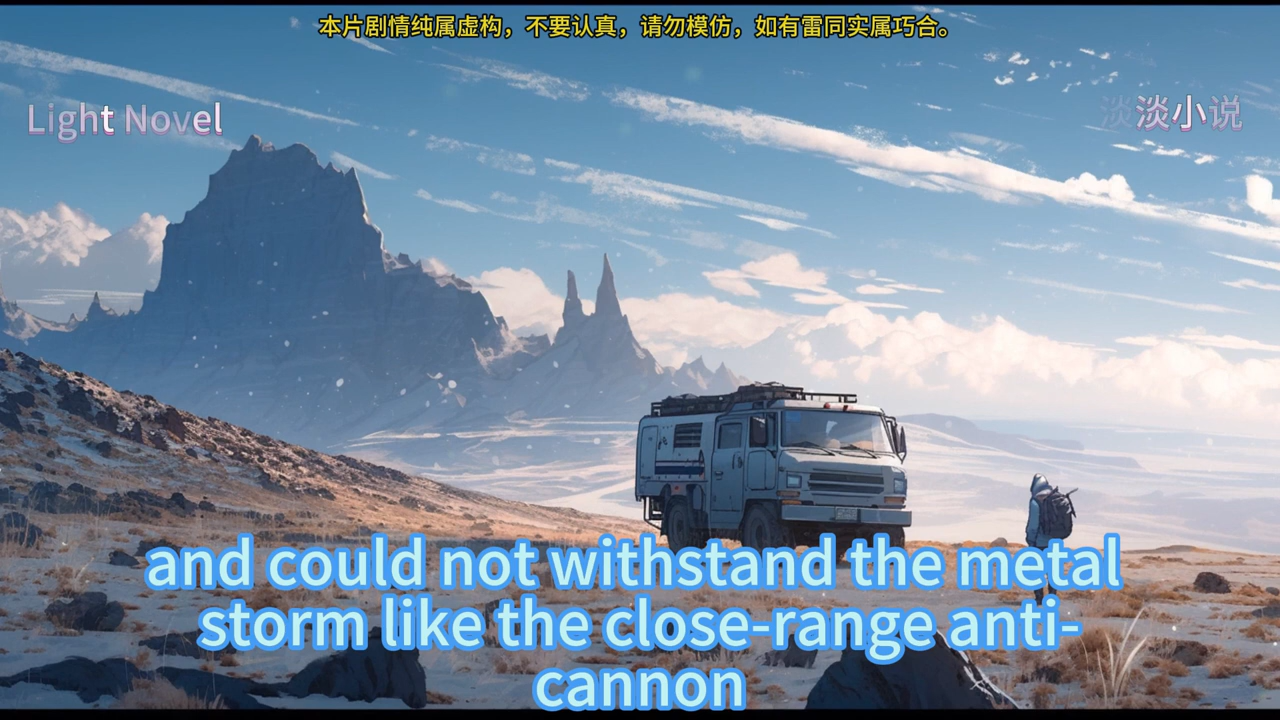 本片剧情纯属虚构，不要认真，请勿模仿，如有雷同实属巧合。
Light Novel
淡淡小说
and could not withstand the metal
storm like the close-range anti-
cannon